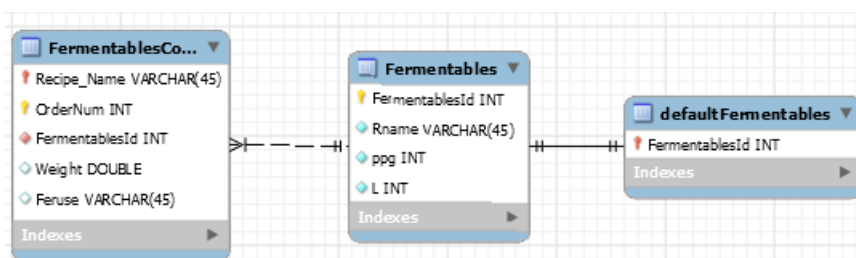 FermentablesCo...
Recipe_Name VARCHAR(45)
OrderNum INT
FermentablesId INT
Weight DOUBLE
Feruse VARCHAR(45)
Indexes
Fermentables
FermentablesId INT
Rname VARCHAR(45)
ppg INT
L INT
Indexes
defaultFermentables
FermentablesId INT
Indexes